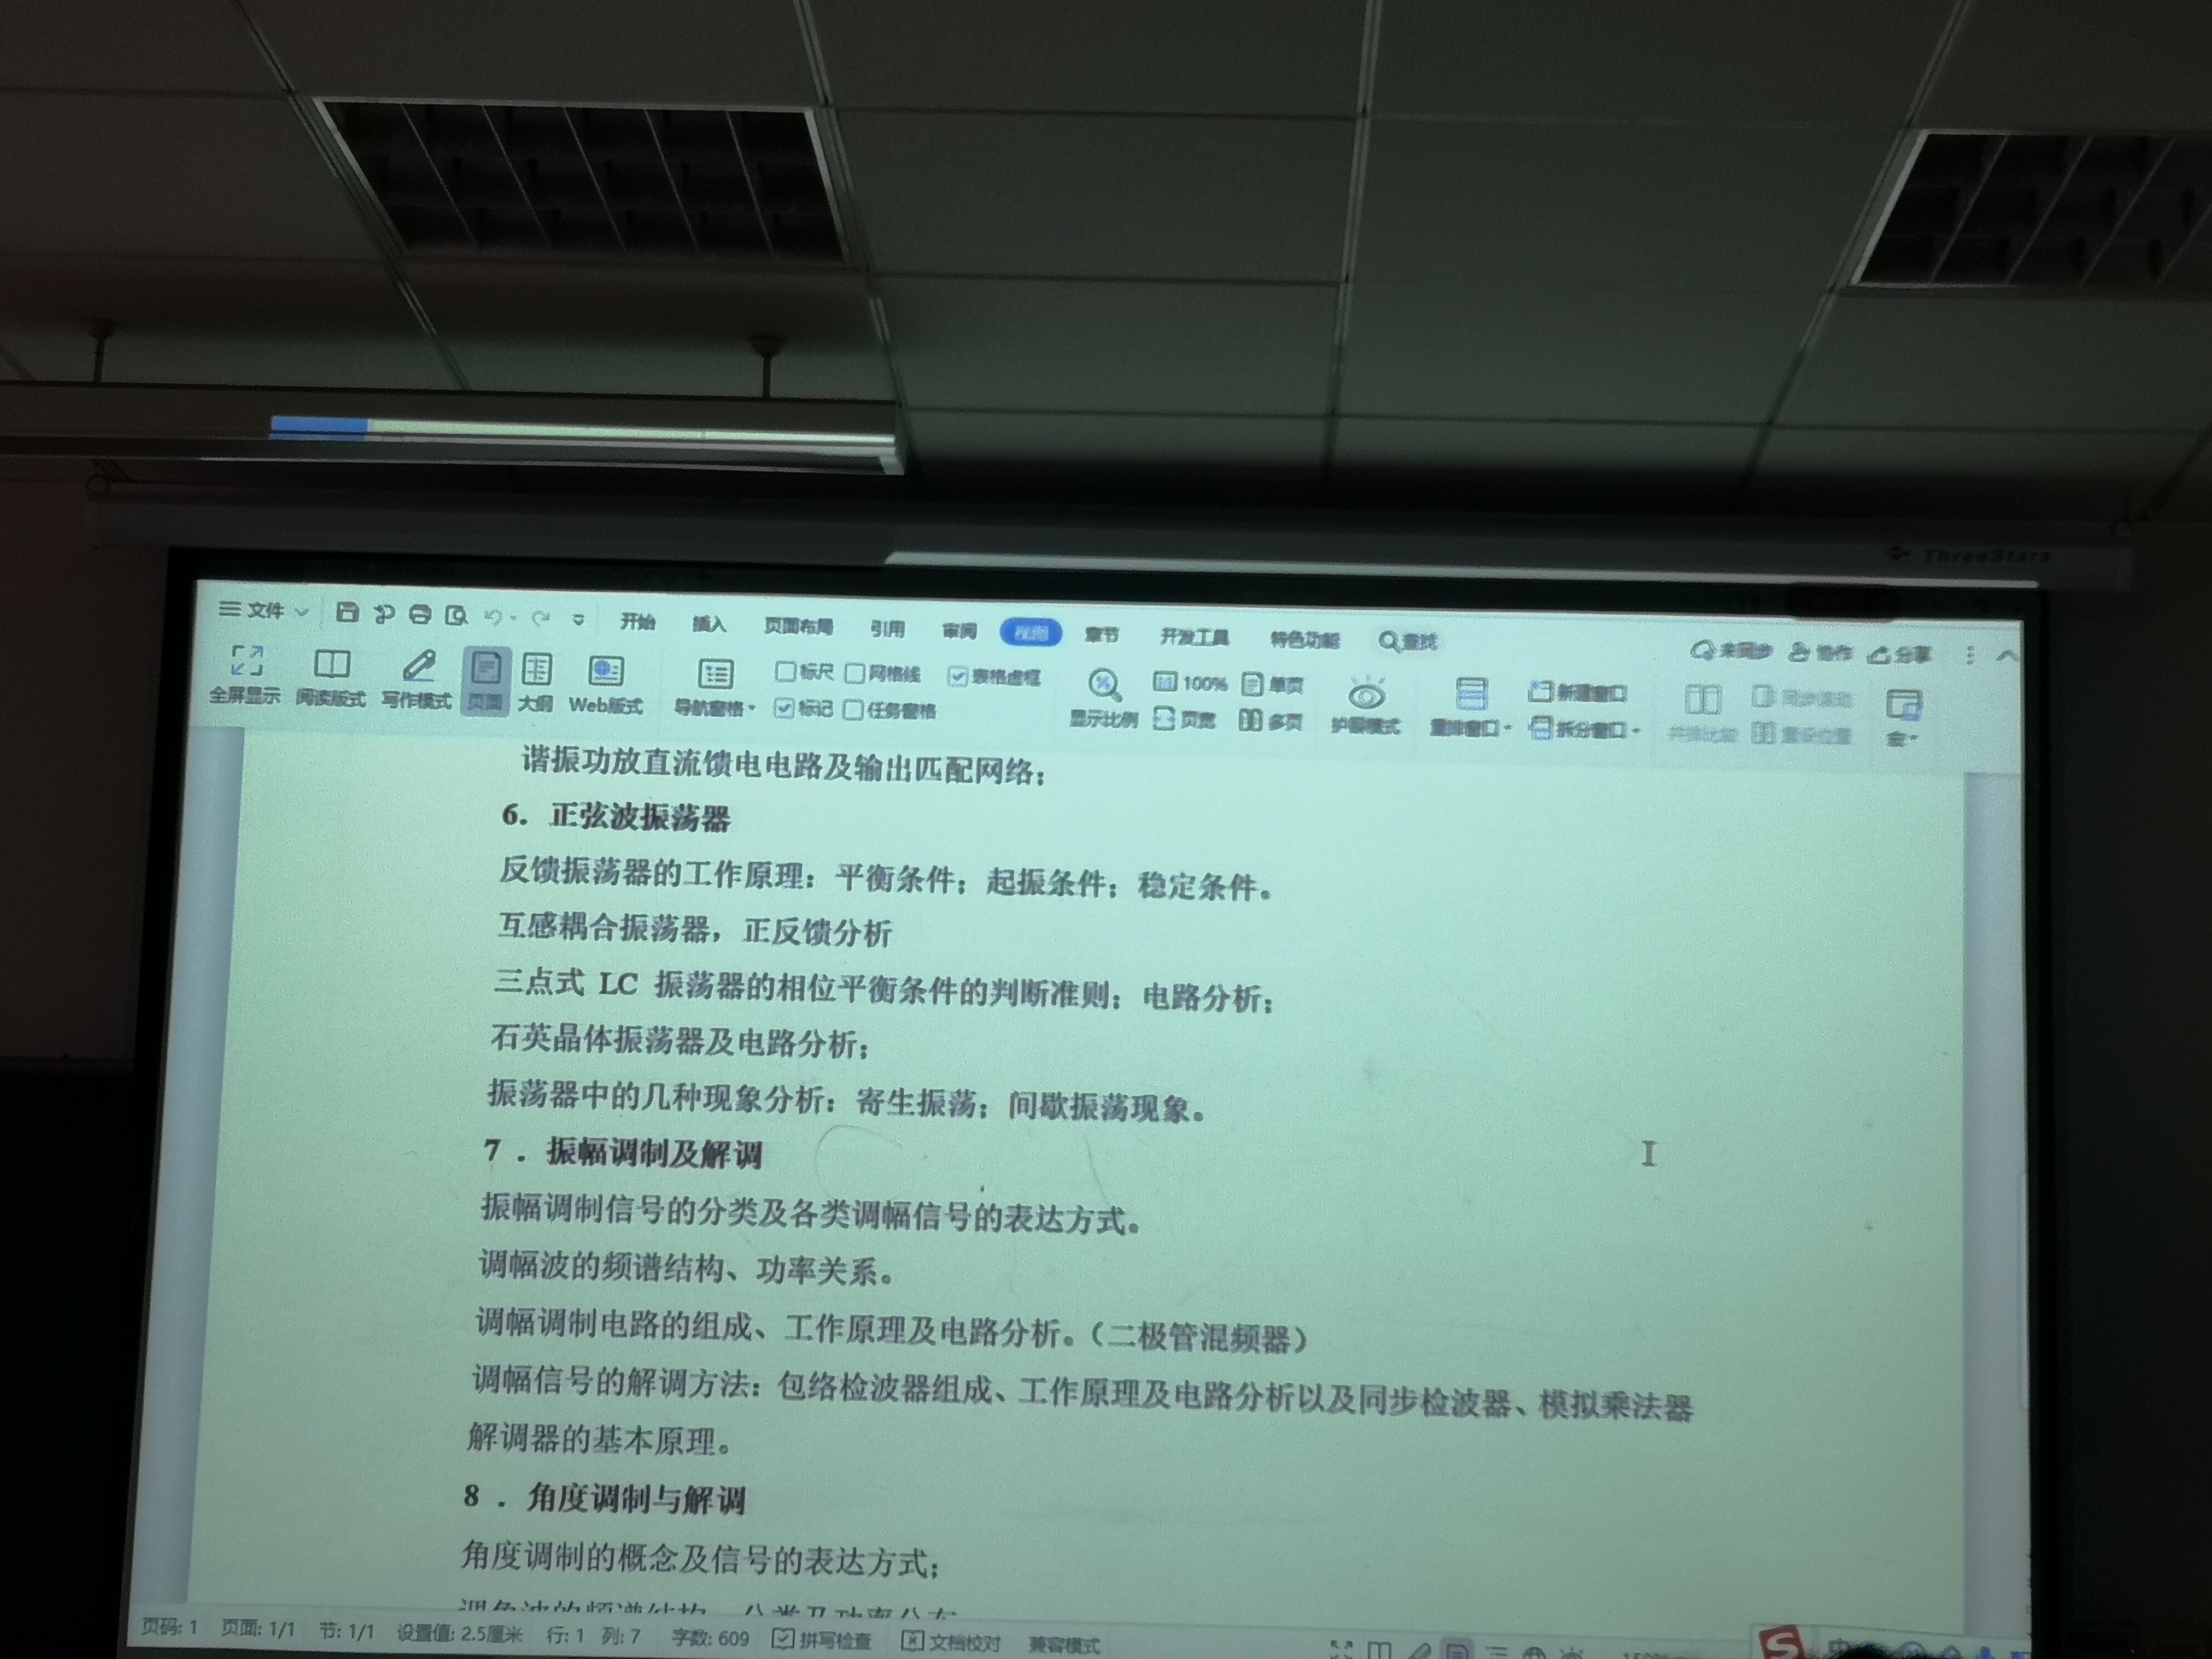 ThreeStars
文件 开始 插入 页面布局 引用 审阅 视图 章节 开发工具 特色功能 查找 未同步 协作 分享
全屏显示 阅读版式 写作模式 页面 大纲 Web版式 导航窗格 标尺 网格线 表格虚框 标记 任务窗格 显示比例 100% 单页 页宽 多页 护眼模式 重排窗口 新建窗口 拆分窗口 并排比较 同步滚动 重设位置
谐振功放直流馈电电路及输出匹配网络；
6．正弦波振荡器
反馈振荡器的工作原理：平衡条件；起振条件；稳定条件。
互感耦合振荡器，正反馈分析
三点式 LC 振荡器的相位平衡条件的判断准则；电路分析；
石英晶体振荡器及电路分析；
振荡器中的几种现象分析：寄生振荡；间歇振荡现象。
7 ．振幅调制及解调
振幅调制信号的分类及各类调幅信号的表达方式。
调幅波的频谱结构、功率关系。
调幅调制电路的组成、工作原理及电路分析。（二极管混频器）
调幅信号的解调方法：包络检波器组成、工作原理及电路分析以及同步检波器、模拟乘法器
解调器的基本原理。
8 ．角度调制与解调
角度调制的概念及信号的表达方式；
页码: 1 页面: 1/1 节: 1/1 设置值: 2.5厘米 行: 1 列: 7 字数: 609 拼写检查 文档校对 兼容模式